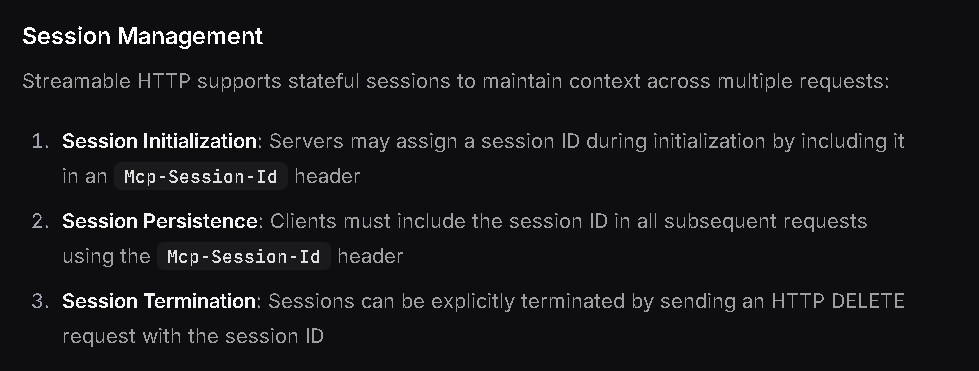 Session Management
Streamable HTTP supports stateful sessions to maintain context across multiple requests:
1. Session Initialization: Servers may assign a session ID during initialization by including it
in an Mcp-Session-Id header
2. Session Persistence: Clients must include the session ID in all subsequent requests
using the Mcp-Session-Id header
3. Session Termination: Sessions can be explicitly terminated by sending an HTTP DELETE
request with the session ID